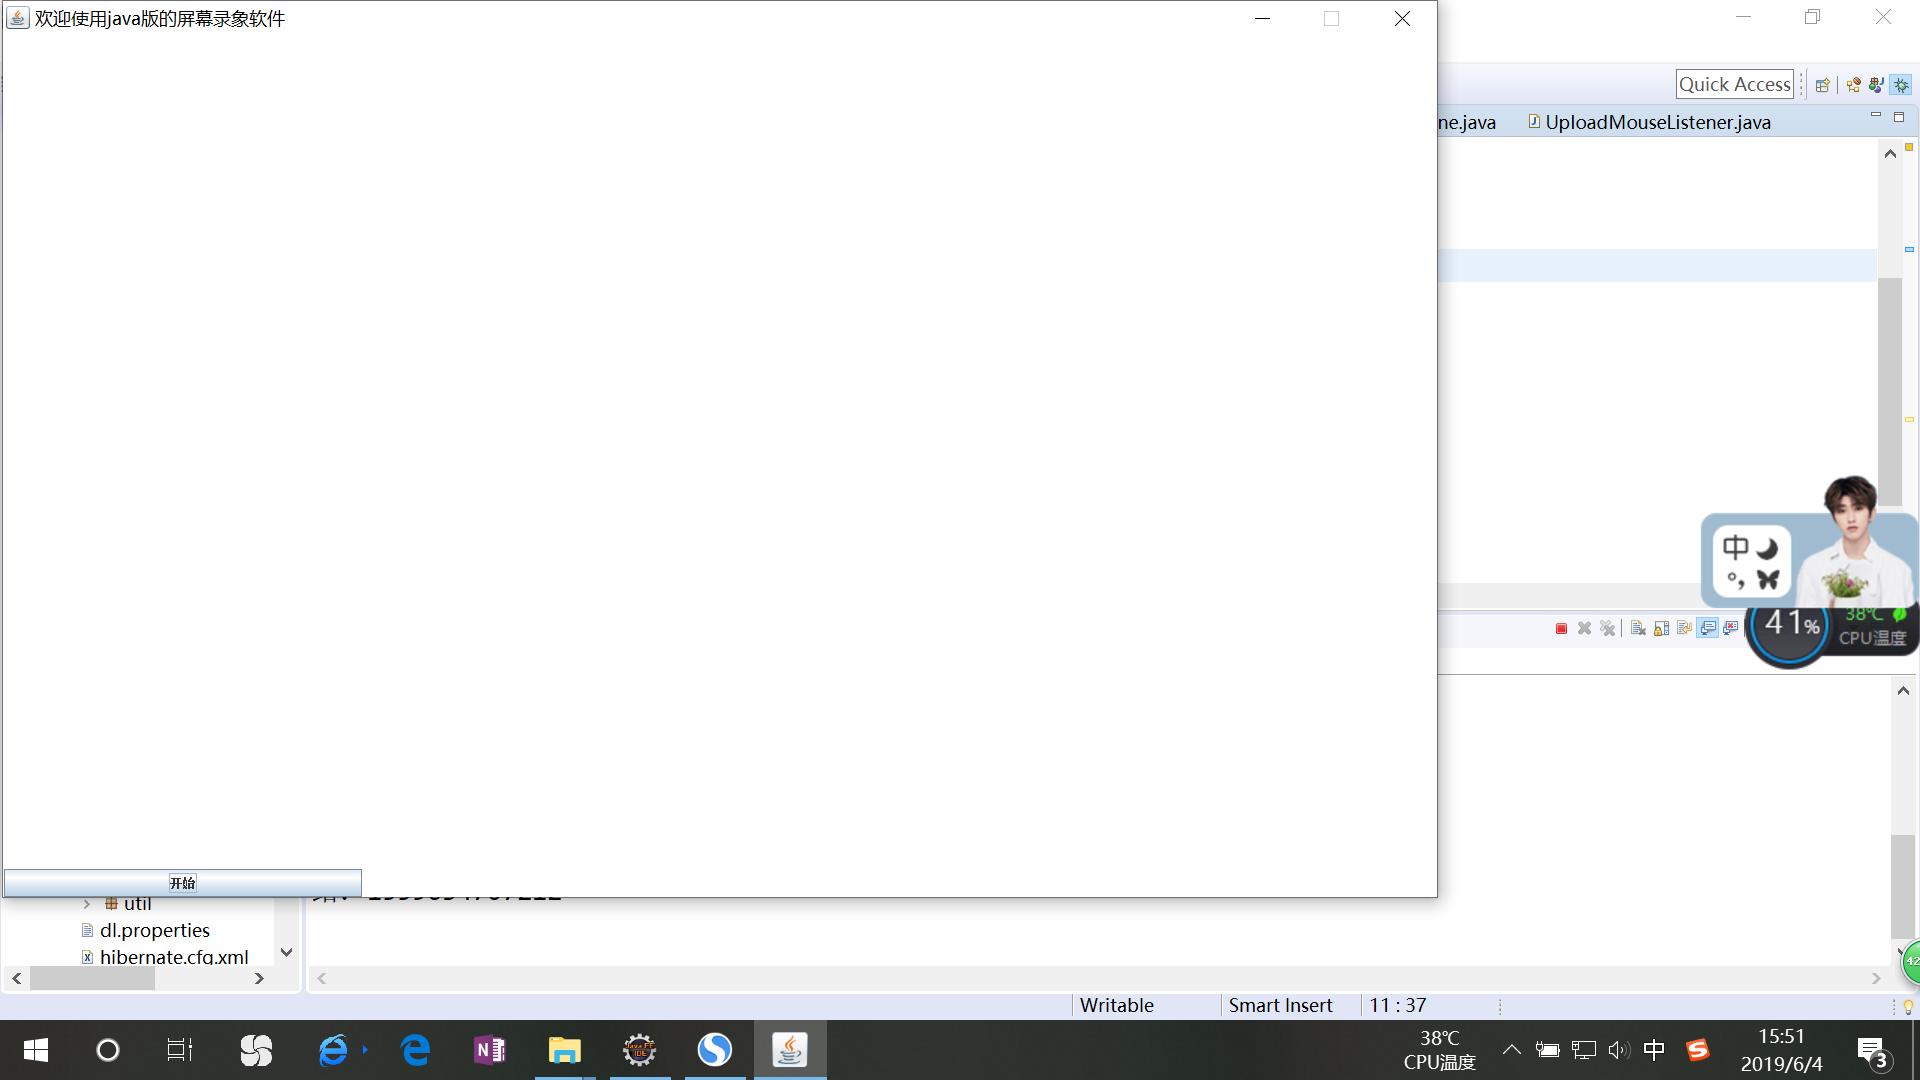 欢迎使用java版的屏幕录象软件
Quick Access
ne.java
UploadMouseListener.java
中
41%
38℃
CPU温度
开始
util
dl.properties
hibernate.cfg.xml
Writable
Smart Insert
11 : 37
42
38℃
CPU温度
中
15:51
2019/6/4
3